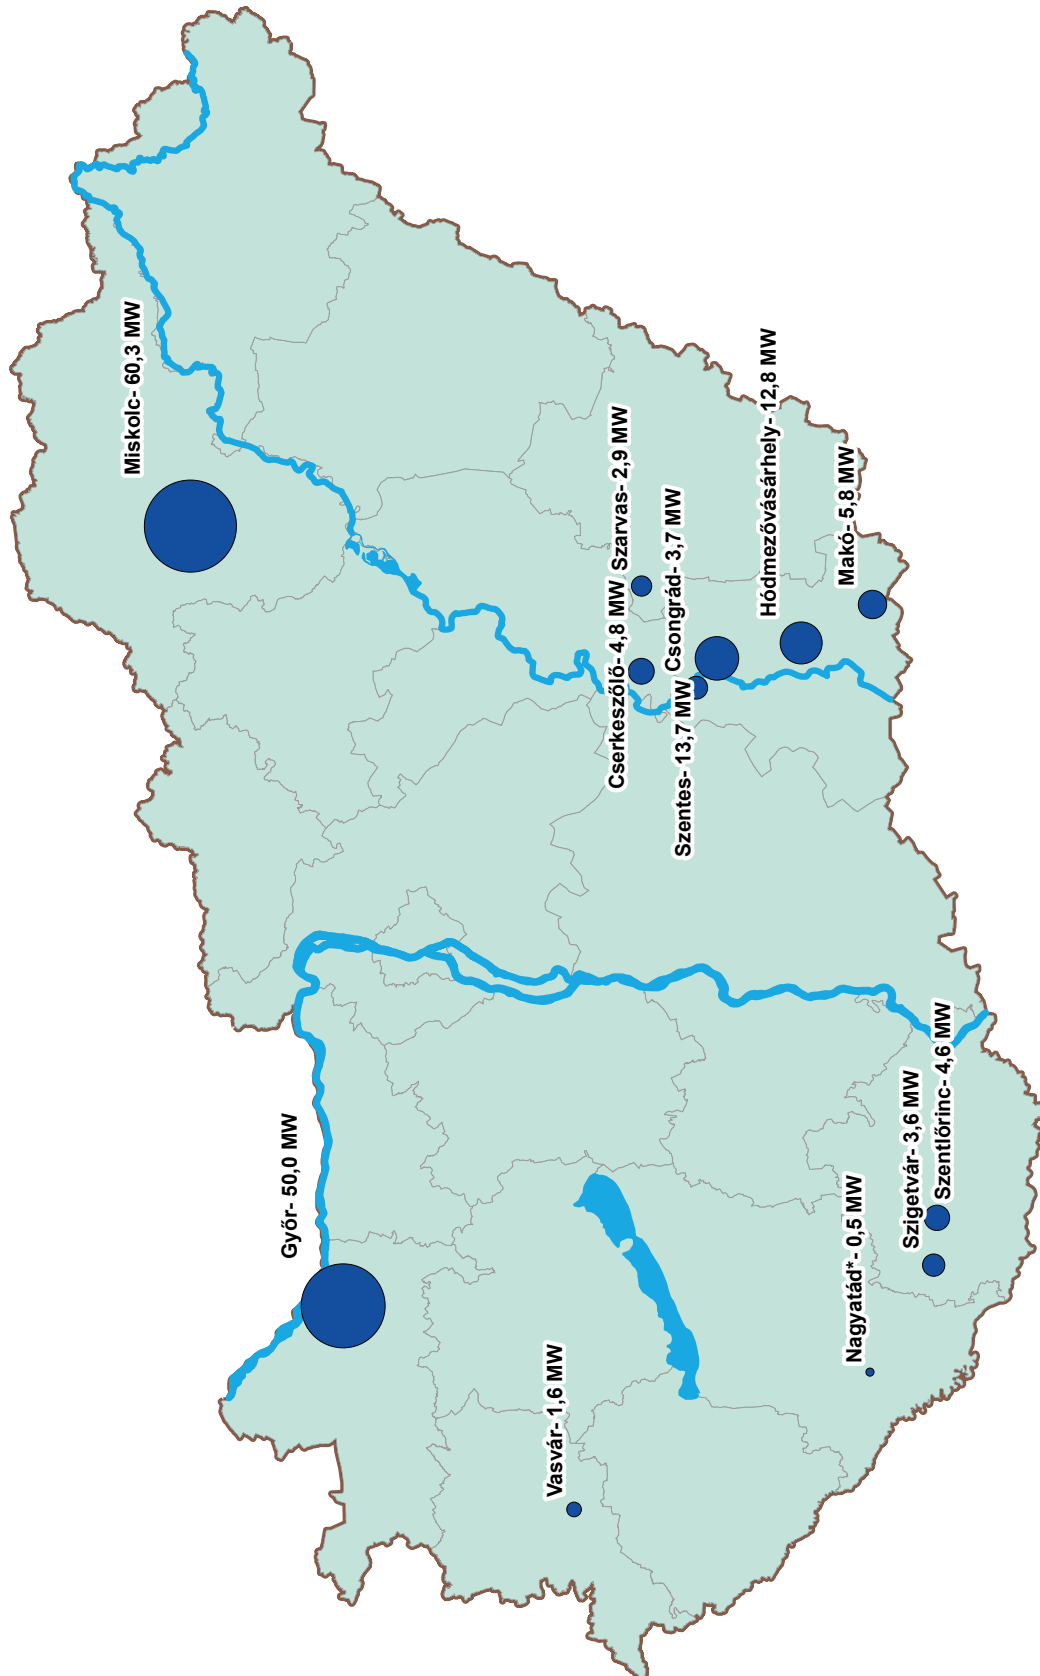 Miskolc- 60,3 MW
Győr- 50,0 MW
Szarvas- 2,9 MW
Cserkeszőlő- 4,8 MW
Csongrád- 3,7 MW
Szentes- 13,7 MW
Hódmezővásárhely- 12,8 MW
Makó- 5,8 MW
Vasvár- 1,6 MW
Nagyatád*- 0,5 MW
Szigetvár- 3,6 MW
Szentlőrinc- 4,6 MW